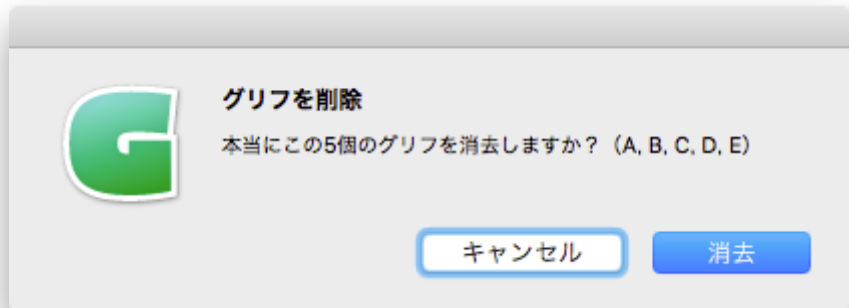 グリフを削除
本当にこの5個のグリフを消去しますか？（A, B, C, D, E）
キャンセル
消去